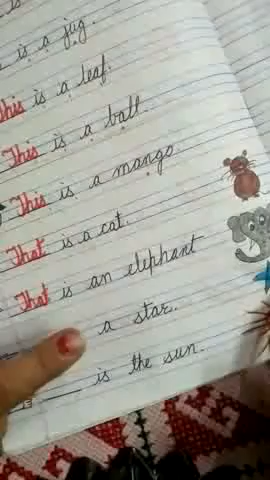 is a jug.
This is a leaf.
This is a ball.
This is a mango
That is a cat.
That is an elephant
a star.
is the sun.